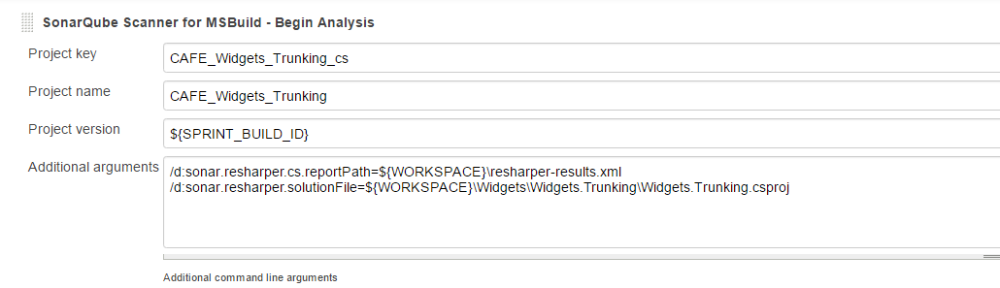 SonarQube Scanner for MSBuild - Begin Analysis
Project key CAFE_Widgets_Trunking_cs
Project name CAFE_Widgets_Trunking
Project version ${SPRINT_BUILD_ID}
Additional arguments /d:sonar.resharper.cs.reportPath=${WORKSPACE}\resharper-results.xml
/d:sonar.resharper.solutionFile=${WORKSPACE}\Widgets\Widgets.Trunking\Widgets.Trunking.csproj
Additional command line arguments